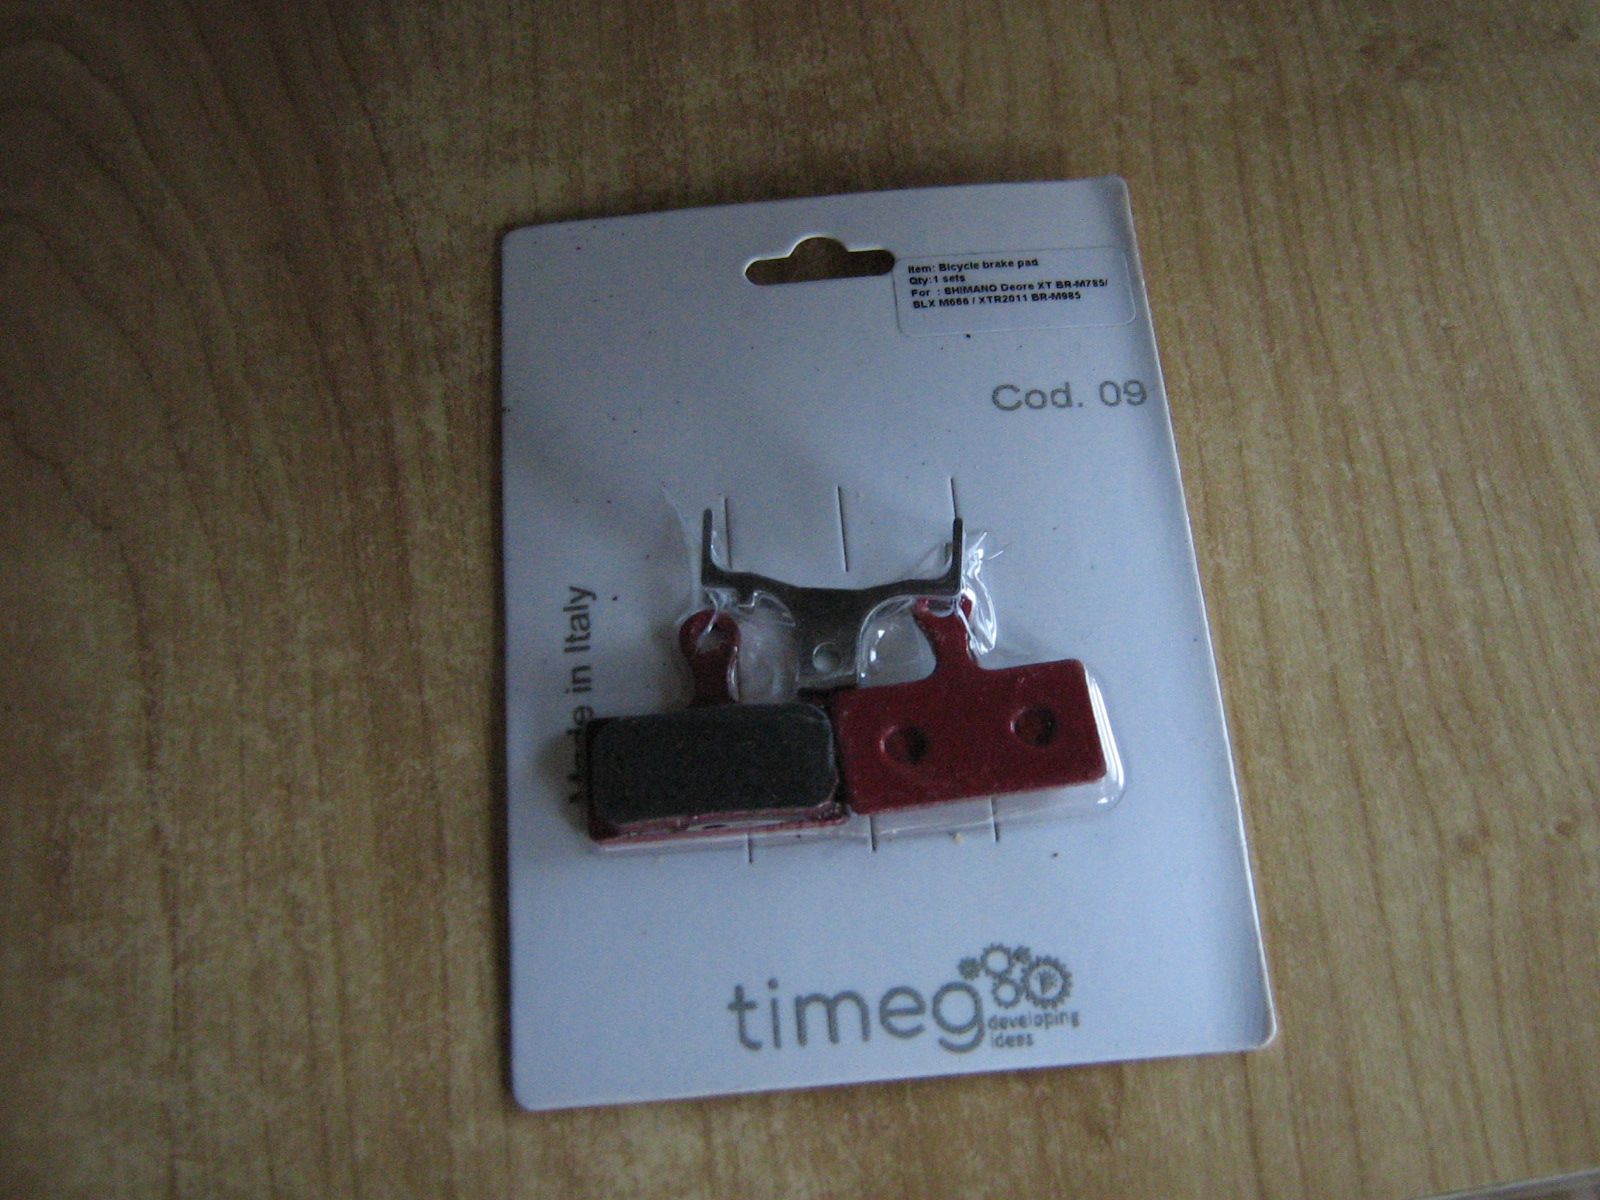 Item: Bicycle brake pad
Qty:1 sets
For : SHIMANO Deore XT BR-M785/
SLX M666 / XTR2011 BR-M985
Cod. 09
Made in Italy
timeg
developing
ideas